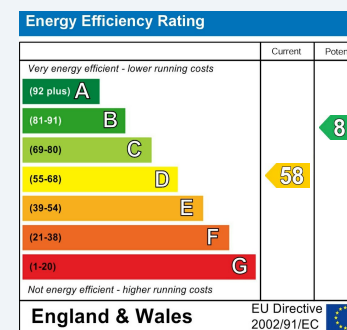 Energy Efficiency Rating
Current
Very energy efficient - lower running costs
(92 plus) A
(81-91) B
(69-80) C
(55-68) D
58
(39-54) E
(21-38) F
(1-20) G
Not energy efficient - higher running costs
England & Wales
EU Directive
2002/91/EC